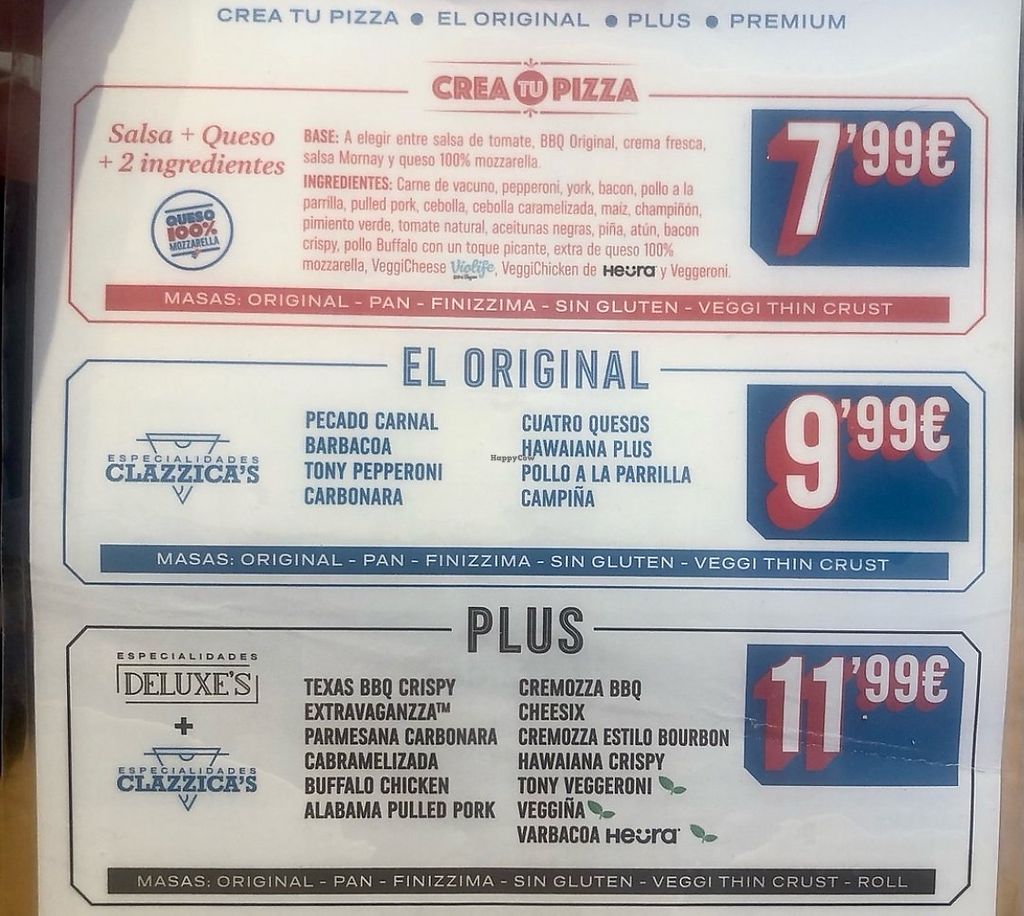 CREA TU PIZZA ● EL ORIGINAL ● PLUS ● PREMIUM
CREA TU PIZZA
Salsa + Queso
+ 2 ingredientes
QUESO
100%
MOZZARELLA
BASE: A elegir entre salsa de tomate, BBQ Original, crema fresca,
salsa Mornay y queso 100% mozzarella.
INGREDIENTES: Carne de vacuno, pepperoni, york, bacon, pollo a la
parrilla, pulled pork, cebolla, cebolla caramelizada, maíz, champiñón,
pimiento verde, tomate natural, aceitunas negras, piña, atún, bacon
crispy, pollo Buffalo con un toque picante, extra de queso 100%
mozzarella, VeggiCheese Violife, VeggiChicken de Heura y Veggeroni.
7'99€
MASAS: ORIGINAL - PAN - FINIZZIMA - SIN GLUTEN - VEGGI THIN CRUST
EL ORIGINAL
ESPECIALIDADES
CLAZZICA'S
PECADO CARNAL
BARBACOA
TONY PEPPERONI
CARBONARA
CUATRO QUESOS
HAWAIANA PLUS
POLLO A LA PARRILLA
CAMPIÑA
HappyCow
9'99€
MASAS: ORIGINAL - PAN - FINIZZIMA - SIN GLUTEN - VEGGI THIN CRUST
PLUS
ESPECIALIDADES
DELUXE'S
+
ESPECIALIDADES
CLAZZICA'S
TEXAS BBQ CRISPY
EXTRAVAGANZZA™
PARMESANA CARBONARA
CABRAMELIZADA
BUFFALO CHICKEN
ALABAMA PULLED PORK
CREMOZZA BBQ
CHEESIX
CREMOZZA ESTILO BOURBON
HAWAIANA CRISPY
TONY VEGGERONI
VEGGIÑA
VARBACOA Heura
11'99€
MASAS: ORIGINAL - PAN - FINIZZIMA - SIN GLUTEN - VEGGI THIN CRUST - ROLL